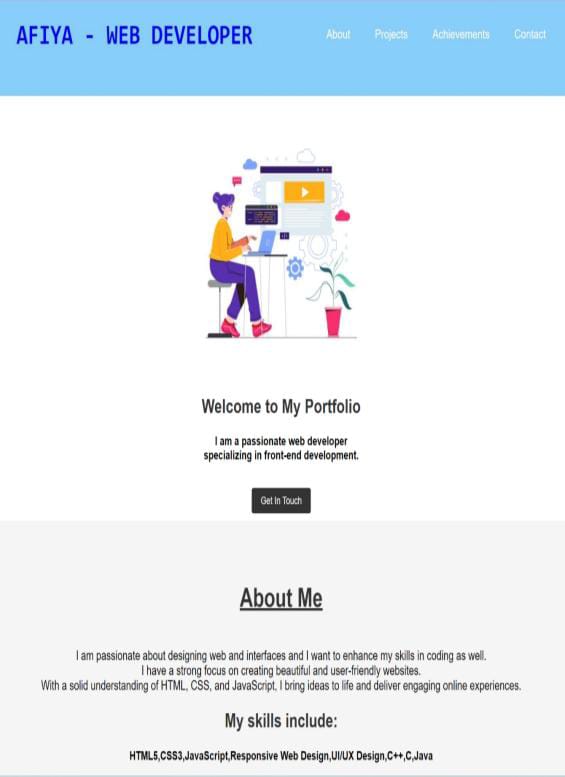 AFIYA - WEB DEVELOPER
About Projects Achievements Contact
Welcome to My Portfolio
I am a passionate web developer
specializing in front-end development.
Get In Touch
About Me
I am passionate about designing web and interfaces and I want to enhance my skills in coding as well.
I have a strong focus on creating beautiful and user-friendly websites.
With a solid understanding of HTML, CSS, and JavaScript, I bring ideas to life and deliver engaging online experiences.
My skills include:
HTML5,CSS3,JavaScript,Responsive Web Design,UI/UX Design,C++,C,Java